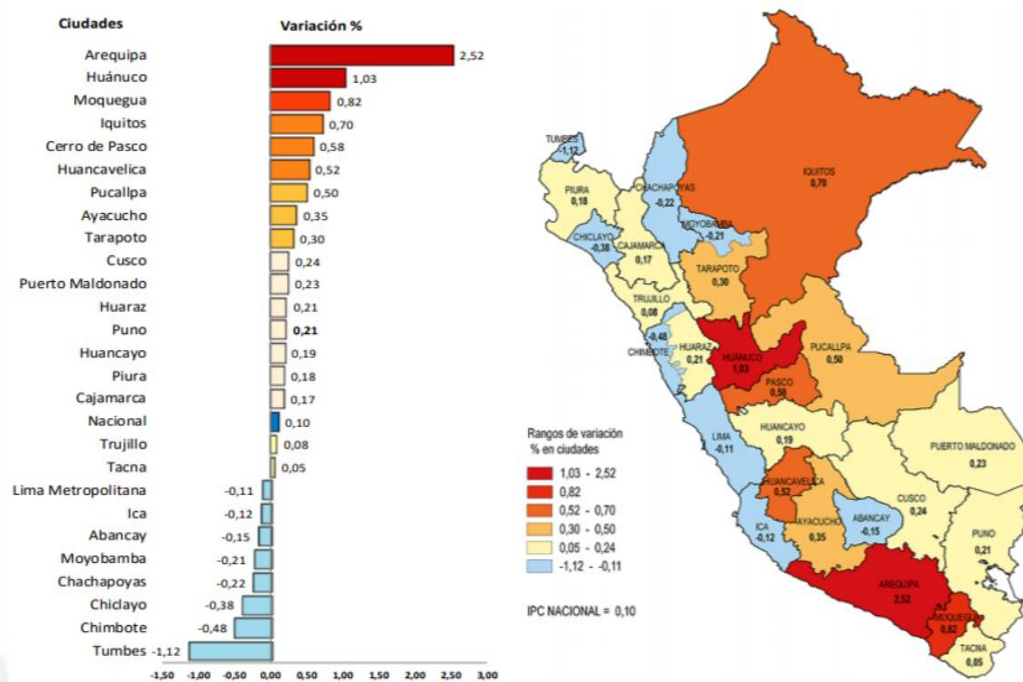 Ciudades Variación %
Arequipa 2,52
Huánuco 1,03
Moquegua 0,82
Iquitos 0,70
Cerro de Pasco 0,58
Huancavelica 0,52
Pucallpa 0,50
Ayacucho 0,35
Tarapoto 0,30
Cusco 0,24
Puerto Maldonado 0,23
Huaraz 0,21
Puno 0,21
Huancayo 0,19
Piura 0,18
Cajamarca 0,17
Nacional 0,10
Trujillo 0,08
Tacna 0,05
Lima Metropolitana -0,11
Ica -0,12
Abancay -0,15
Moyobamba -0,21
Chachapoyas -0,22
Chiclayo -0,38
Chimbote -0,48
Tumbes -1,12
-1,50 -1,00 -0,50 0,00 0,50 1,00 1,50 2,00 2,50 3,00
TUMBES
-1,12
PIURA
0,18
CHACHAPOYAS
-0,22
IQUITOS
0,70
MOYOBAMBA
-0,21
CHICLAYO
-0,38
CAJAMARCA
0,17
TARAPOTO
0,30
TRUJILLO
0,08
-0,48
CHIMBOTE
HUARAZ
0,21
HUÁNUCO
1,03
PUCALLPA
0,50
PASCO
0,58
HUANCAYO
0,19
LIMA
-0,11
PUERTO MALDONADO
0,23
HUANCAVELICA
0,52
CUSCO
0,24
ICA
-0,12
AYACUCHO
0,35
ABANCAY
-0,15
PUNO
0,21
AREQUIPA
2,52
MOQUEGUA
0,82
TACNA
0,05
Rangos de variación
% en ciudades
1,03 - 2,52
0,82
0,52 - 0,70
0,30 - 0,50
0,05 - 0,24
-1,12 - -0,11
IPC NACIONAL = 0,10